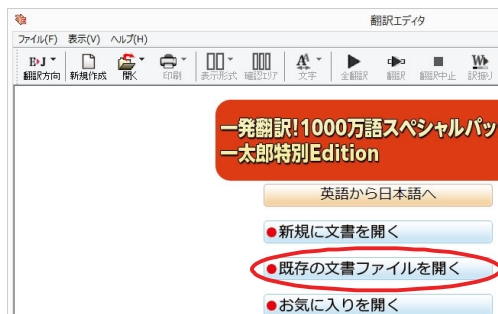 翻訳エディタ
ファイル(F) 表示(V) ヘルプ(H)
E▸J
翻訳方向 新規作成 開く 印刷 表示形式 確認エリア 文字 全翻訳 翻訳 翻訳中止 訳振り
一発翻訳!1000万語スペシャルパッ
一太郎特別Edition
英語から日本語へ
●新規に文書を開く
●既存の文書ファイルを開く
●お気に入りを開く